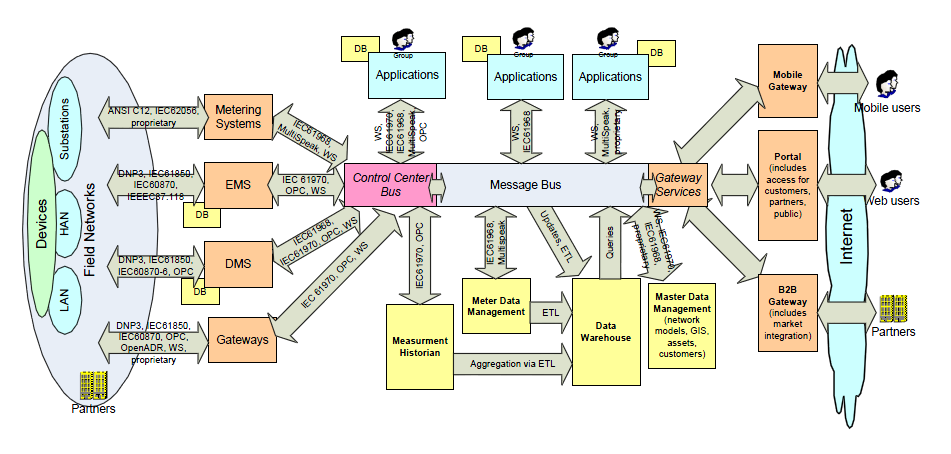 Devices
Substations
HAN
LAN
Field Networks
Partners
ANSI C12, IEC62056,
proprietary
DNP3, IEC61850,
IEC60870,
IEEEC37.118
DNP3, IEC61850,
IEC60870-6, OPC
DNP3, IEC61850,
IEC60870, OPC,
OpenADR, WS,
proprietary
Metering
Systems
EMS
DB
DMS
DB
Gateways
IEC61968,
MultiSpeak, WS
IEC 61970,
OPC, WS
IEC61968,
IEC61970, OPC, WS
IEC 61970, OPC, WS
DB
Group
Applications
DB
Group
Applications
Group
DB
Applications
WS,
IEC61970
IEC61968,
MultiSpeak,
OPC
WS,
IEC61968
WS,
MultiSpeak,
proprietary
Control Center
Bus
Message Bus
Gateway
Services
IEC61970, OPC
IEC61968,
Multispeak
Updates, ETL
Queries
WS, IEC61970,
IEC61968,
proprietary
Measurment
Historian
Meter Data
Management
ETL
Aggregation via ETL
Data
Warehouse
Master Data
Management
(network
models, GIS,
assets,
customers)
Mobile
Gateway
Portal
(includes
access for
customers,
partners,
public)
B2B
Gateway
(includes
market
integration)
Internet
Mobile users
Web users
Partners